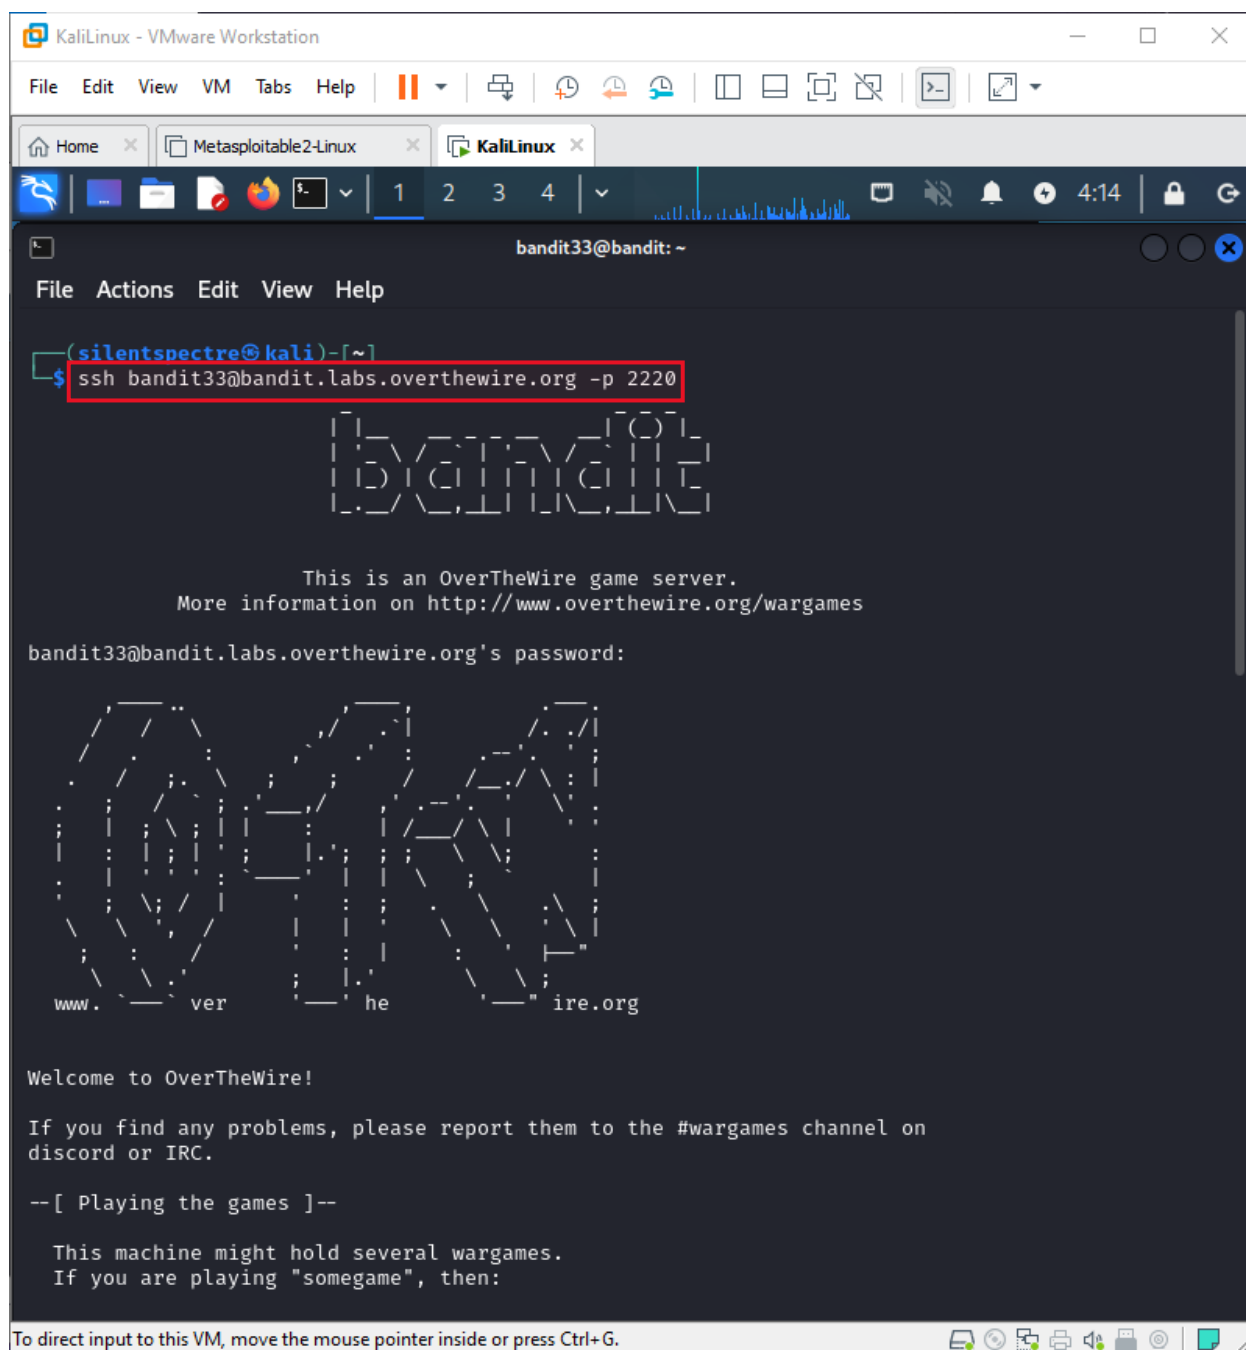 KaliLinux - VMware Workstation
File Edit View VM Tabs Help
Home Metasploitable2-Linux KaliLinux
1 2 3 4 4:14
bandit33@bandit: ~
File Actions Edit View Help
(silentspectre㉿kali)-[~]
$ ssh bandit33@bandit.labs.overthewire.org -p 2220
bandit
This is an OverTheWire game server.
More information on http://www.overthewire.org/wargames
bandit33@bandit.labs.overthewire.org's password:
www. ver he ire.org
Welcome to OverTheWire!
If you find any problems, please report them to the #wargames channel on
discord or IRC.
--[ Playing the games ]--
This machine might hold several wargames.
If you are playing "somegame", then:
To direct input to this VM, move the mouse pointer inside or press Ctrl+G.